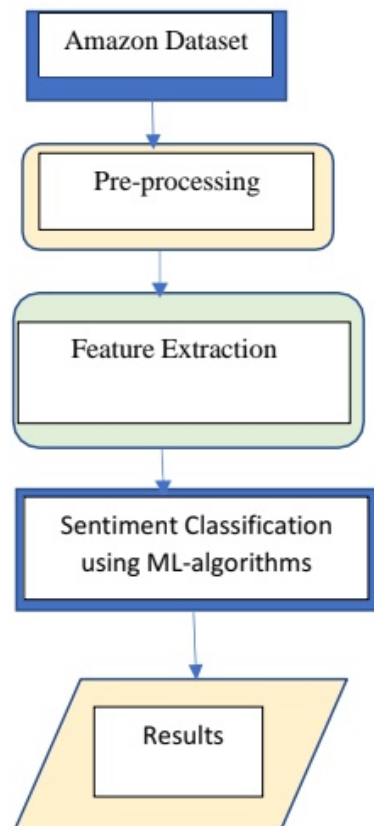 Amazon Dataset
Pre-processing
Feature Extraction
Sentiment Classification
using ML-algorithms
Results